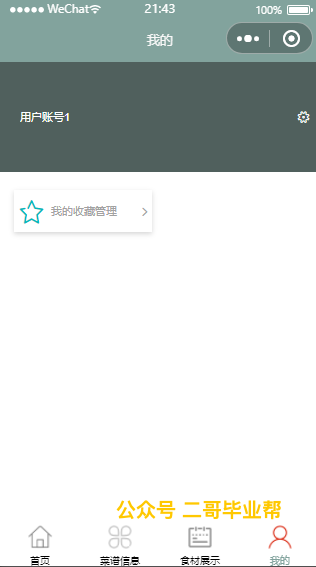 WeChat 21:43 100%
我的
用户账号1
我的收藏管理
公众号 二哥毕业帮
首页 菜谱信息 食材展示 我的